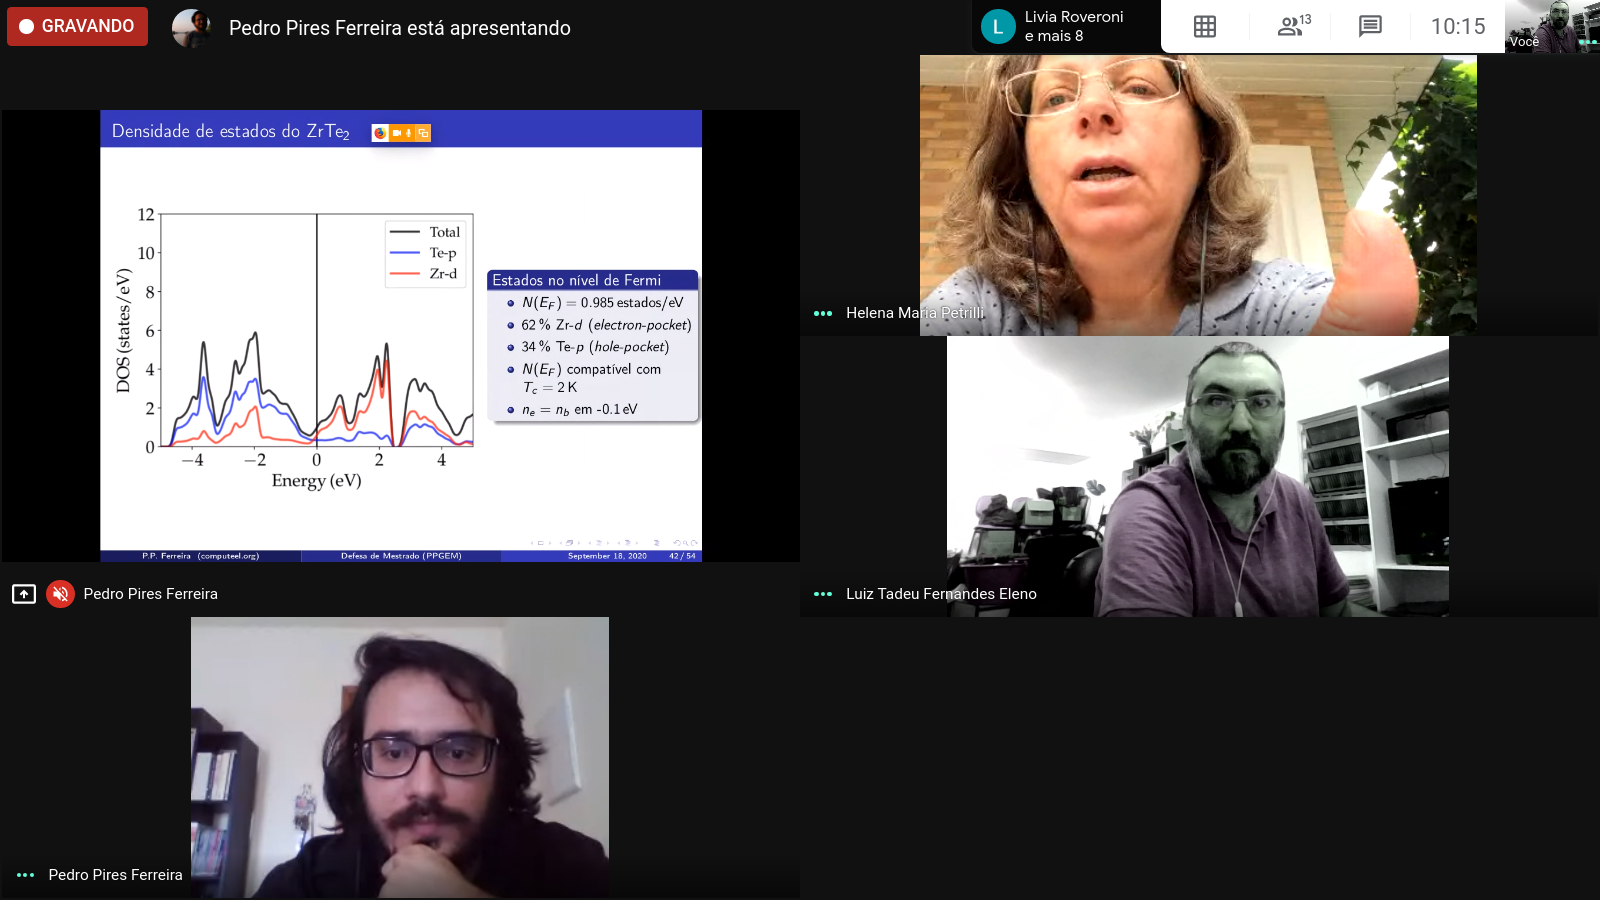 GRAVANDO
Pedro Pires Ferreira está apresentando
L
Livia Roveroni
e mais 8
13
10:15
Você
Densidade de estados do ZrTe₂
12
10
8
6
4
2
0
DOS (states/eV)
Total
Te-p
Zr-d
−4 −2 0 2 4
Energy (eV)
Estados no nível de Fermi
N(E_F) = 0.985 estados/eV
62 % Zr-d (electron-pocket)
34 % Te-p (hole-pocket)
N(E_F) compatível com
T_c = 2 K
n_e = n_b em -0.1 eV
P.P. Ferreira (computeel.org) Defesa de Mestrado (PPGEM) September 18, 2020 42 / 54
Helena Maria Petrilli
Pedro Pires Ferreira
Luiz Tadeu Fernandes Eleno
Pedro Pires Ferreira